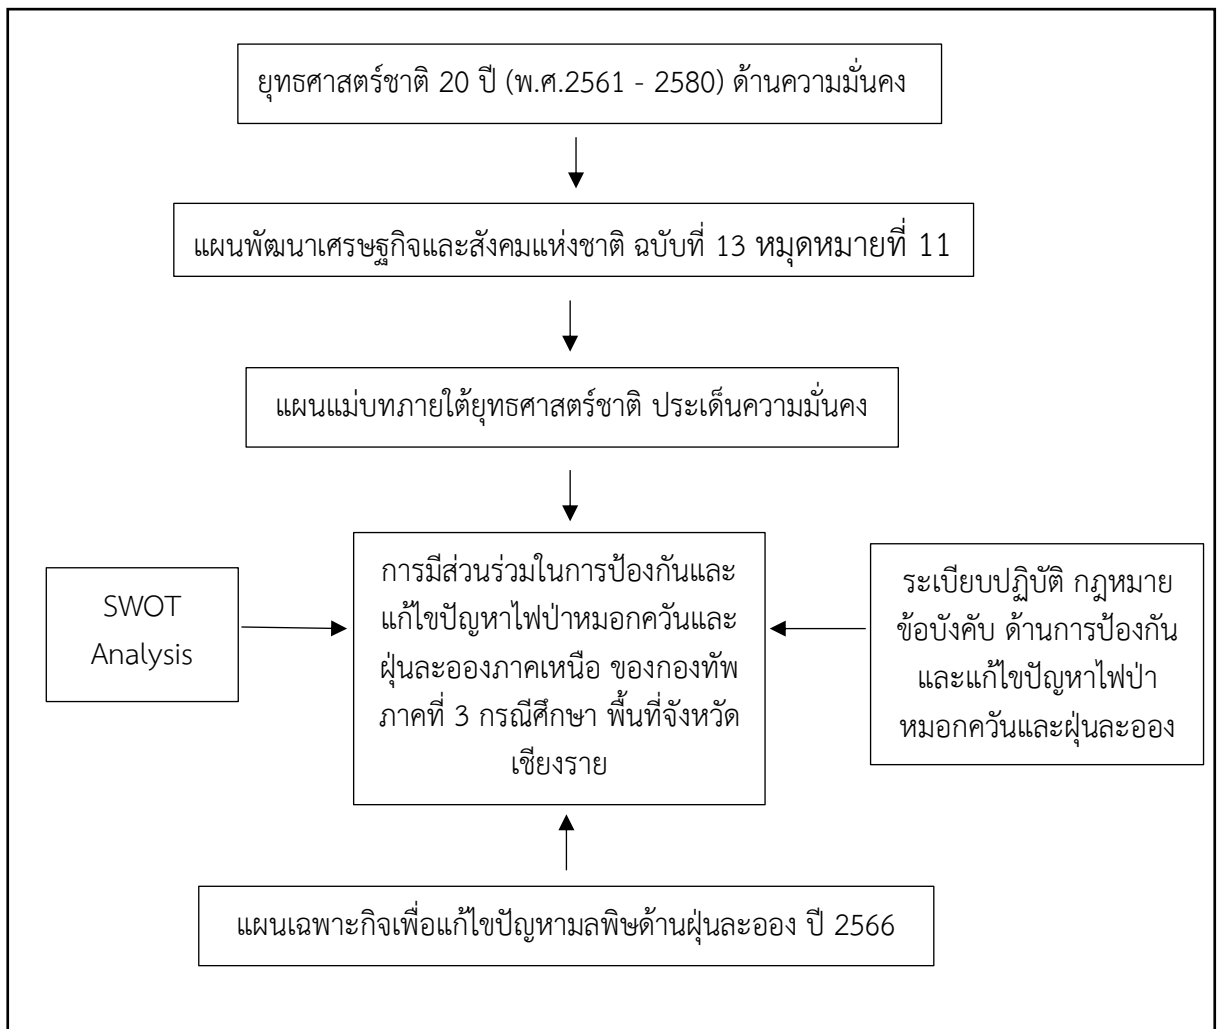 ยุทธศาสตร์ชาติ 20 ปี (พ.ศ.2561 - 2580) ด้านความมั่นคง
แผนพัฒนาเศรษฐกิจและสังคมแห่งชาติ ฉบับที่ 13 หมุดหมายที่ 11
แผนแม่บทภายใต้ยุทธศาสตร์ชาติ ประเด็นความมั่นคง
SWOT
Analysis
การมีส่วนร่วมในการป้องกันและ
แก้ไขปัญหาไฟป่าหมอกควันและ
ฝุ่นละอองภาคเหนือ ของกองทัพ
ภาคที่ 3 กรณีศึกษา พื้นที่จังหวัด
เชียงราย
ระเบียบปฏิบัติ กฎหมาย
ข้อบังคับ ด้านการป้องกัน
และแก้ไขปัญหาไฟป่า
หมอกควันและฝุ่นละออง
แผนเฉพาะกิจเพื่อแก้ไขปัญหามลพิษด้านฝุ่นละออง ปี 2566